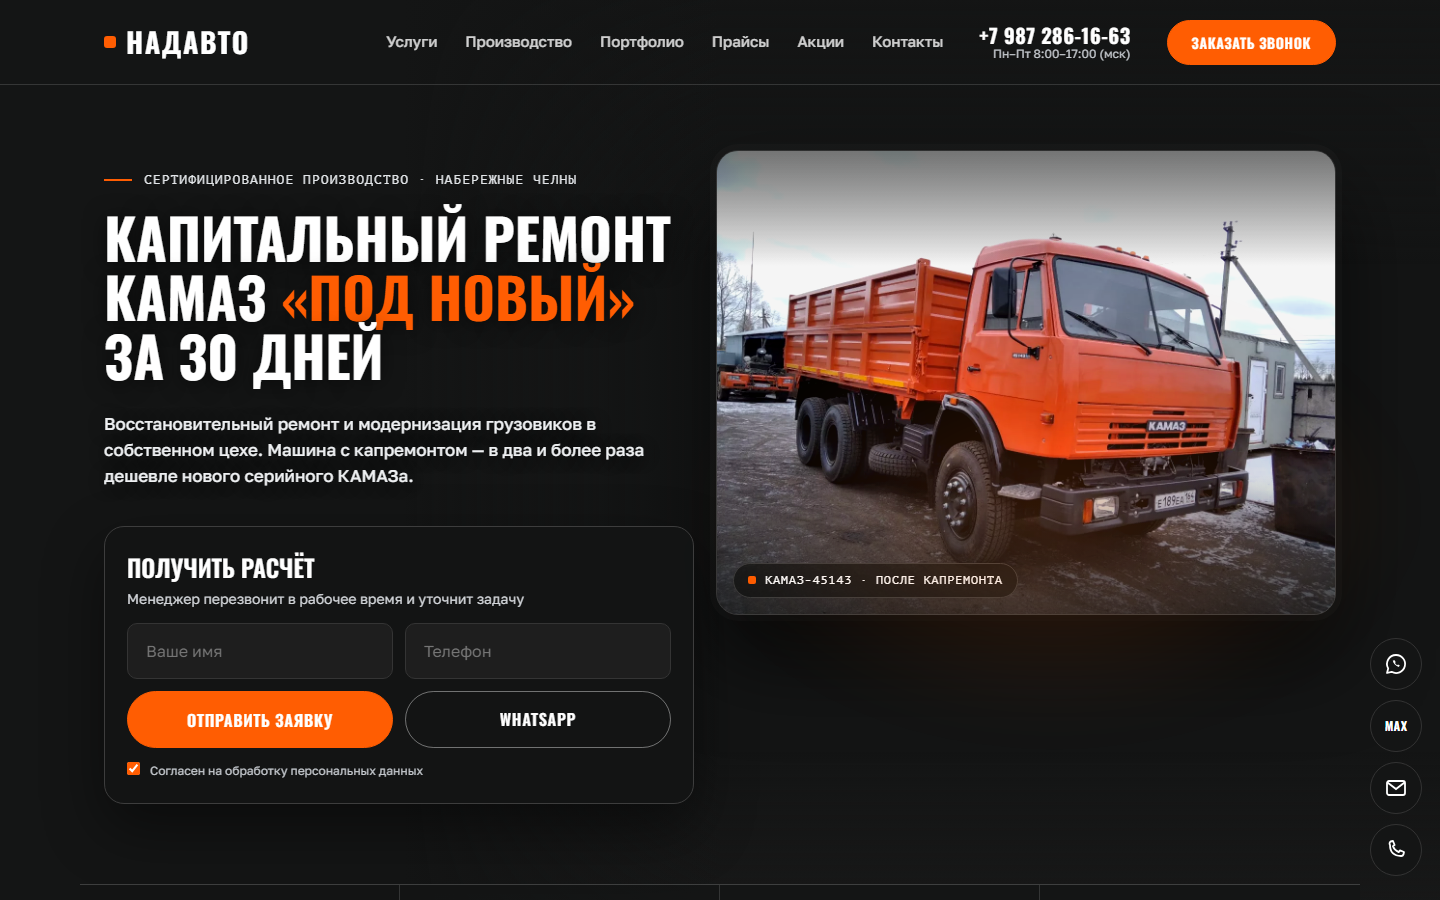 НАДАВТО
Услуги
Производство
Портфолио
Прайсы
Акции
Контакты
+7 987 286-16-63
Пн–Пт 8:00–17:00 (мск)
ЗАКАЗАТЬ ЗВОНОК
СЕРТИФИЦИРОВАННОЕ ПРОИЗВОДСТВО · НАБЕРЕЖНЫЕ ЧЕЛНЫ
КАПИТАЛЬНЫЙ РЕМОНТ
КАМАЗ «ПОД НОВЫЙ»
ЗА 30 ДНЕЙ
Восстановительный ремонт и модернизация грузовиков в
собственном цехе. Машина с капремонтом — в два и более раза
дешевле нового серийного КАМАЗа.
КАМАЗ
Е189ЕА 164
КАМАЗ-45143 · ПОСЛЕ КАПРЕМОНТА
ПОЛУЧИТЬ РАСЧЁТ
Менеджер перезвонит в рабочее время и уточнит задачу
Ваше имя
Телефон
ОТПРАВИТЬ ЗАЯВКУ
WHATSAPP
Согласен на обработку персональных данных
MAX